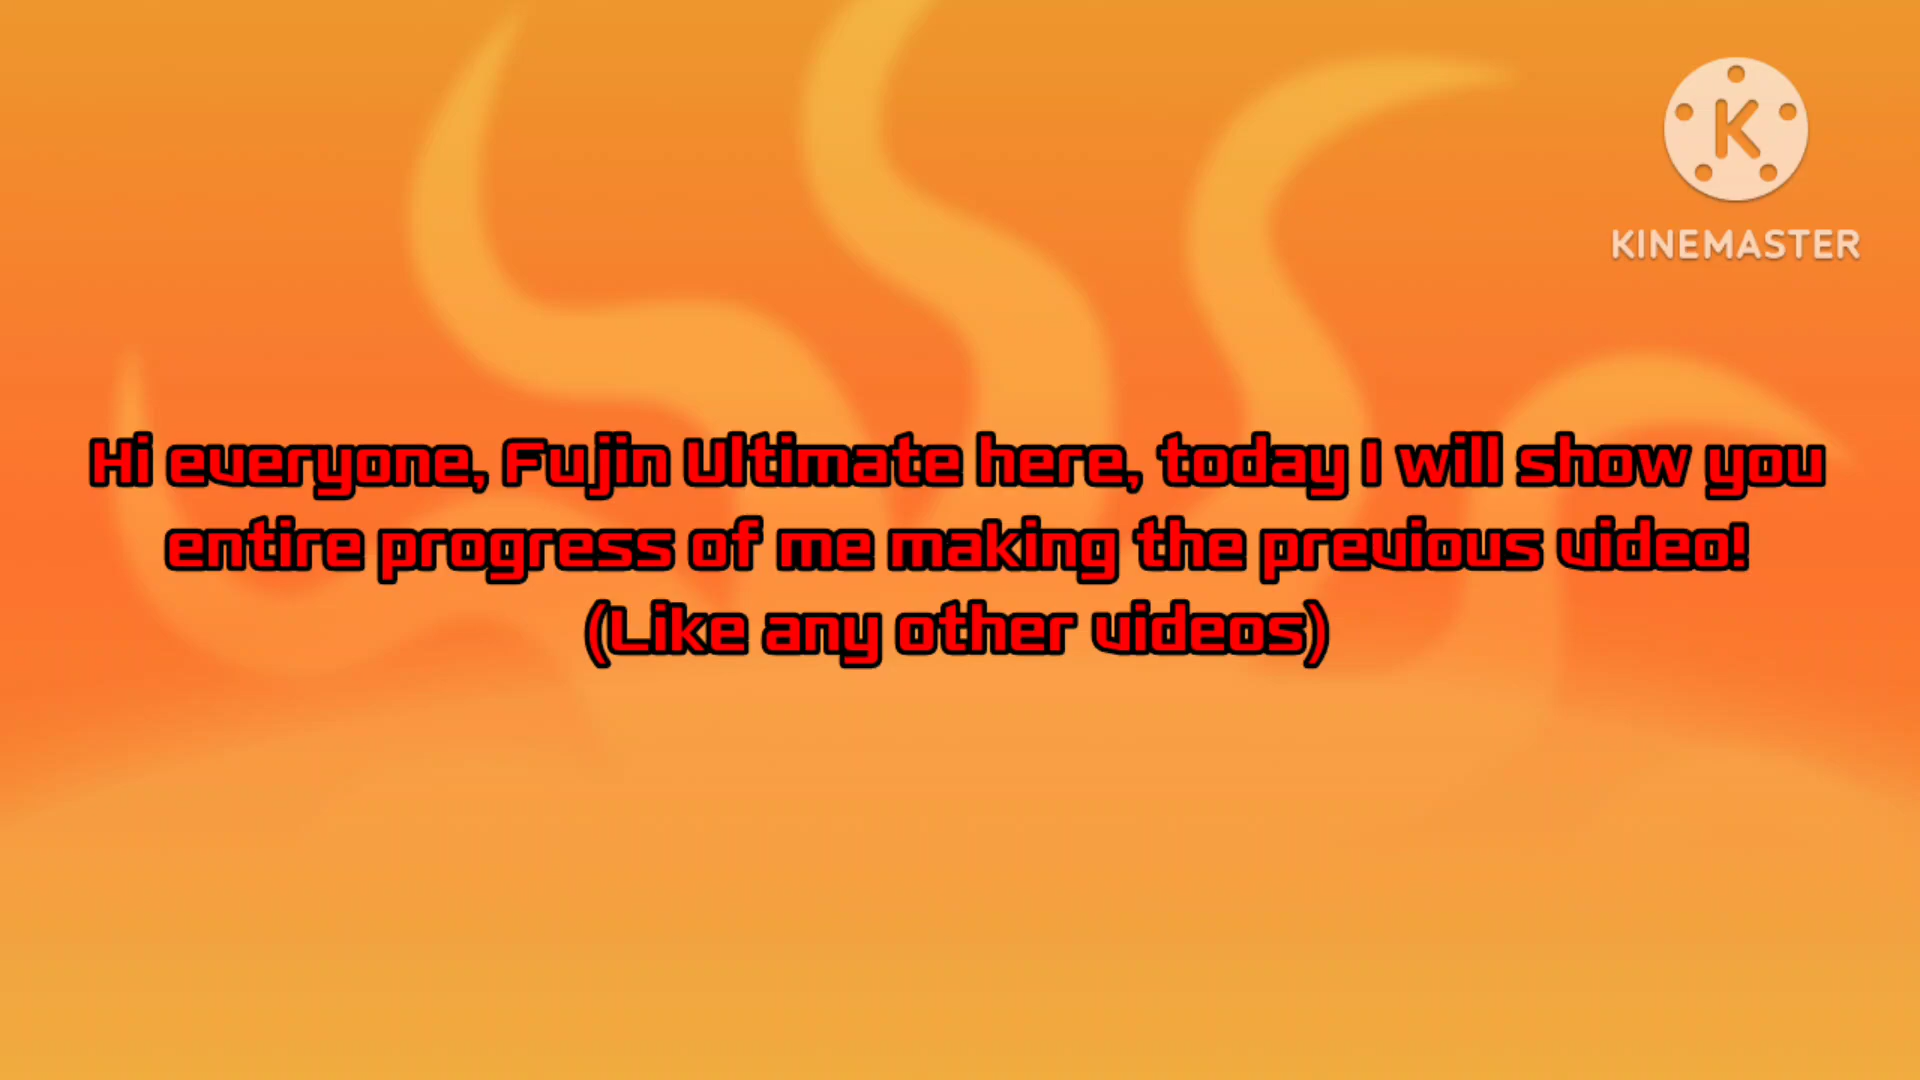 K
KINEMASTER
Hi everyone, Fujin Ultimate here, today I will show you
entire progress of me making the previous video!
(Like any other videos)